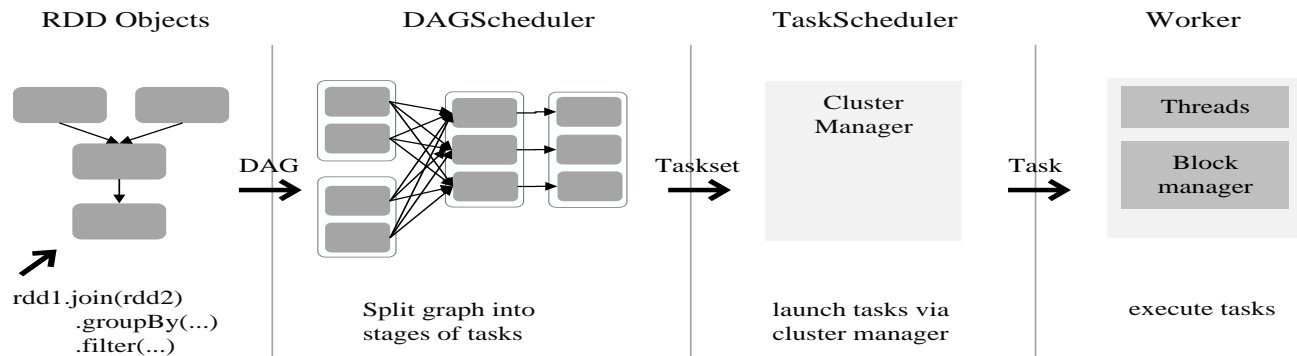 RDD Objects
DAGScheduler
TaskScheduler
Worker
Cluster
Manager
Threads
Block
manager
DAG
Taskset
Task
rdd1.join(rdd2)
.groupBy(...)
.filter(...)
Split graph into
stages of tasks
launch tasks via
cluster manager
execute tasks